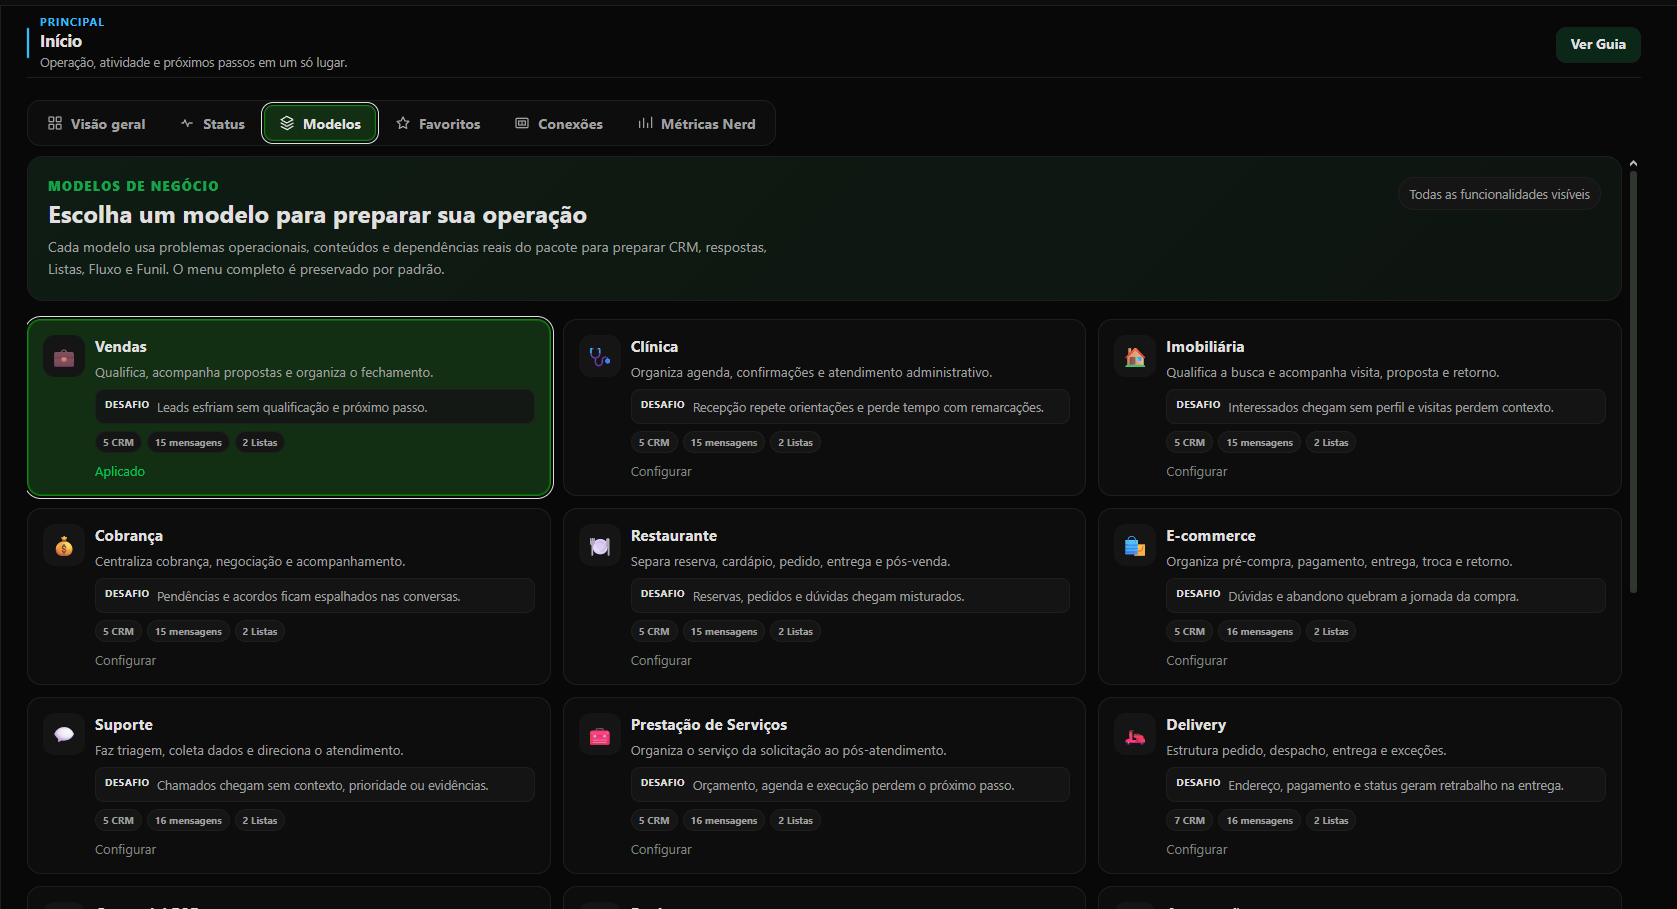 PRINCIPAL
Início
Operação, atividade e próximos passos em um só lugar.
Ver Guia
Visão geral
Status
Modelos
Favoritos
Conexões
Métricas Nerd
MODELOS DE NEGÓCIO
Escolha um modelo para preparar sua operação
Cada modelo usa problemas operacionais, conteúdos e dependências reais do pacote para preparar CRM, respostas,
Listas, Fluxo e Funil. O menu completo é preservado por padrão.
Todas as funcionalidades visíveis
Vendas
Qualifica, acompanha propostas e organiza o fechamento.
DESAFIO Leads esfriam sem qualificação e próximo passo.
5 CRM 15 mensagens 2 Listas
Aplicado
Clínica
Organiza agenda, confirmações e atendimento administrativo.
DESAFIO Recepção repete orientações e perde tempo com remarcações.
5 CRM 15 mensagens 2 Listas
Configurar
Imobiliária
Qualifica a busca e acompanha visita, proposta e retorno.
DESAFIO Interessados chegam sem perfil e visitas perdem contexto.
5 CRM 15 mensagens 2 Listas
Configurar
Cobrança
Centraliza cobrança, negociação e acompanhamento.
DESAFIO Pendências e acordos ficam espalhados nas conversas.
5 CRM 15 mensagens 2 Listas
Configurar
Restaurante
Separa reserva, cardápio, pedido, entrega e pós-venda.
DESAFIO Reservas, pedidos e dúvidas chegam misturados.
5 CRM 15 mensagens 2 Listas
Configurar
E-commerce
Organiza pré-compra, pagamento, entrega, troca e retorno.
DESAFIO Dúvidas e abandono quebram a jornada da compra.
5 CRM 16 mensagens 2 Listas
Configurar
Suporte
Faz triagem, coleta dados e direciona o atendimento.
DESAFIO Chamados chegam sem contexto, prioridade ou evidências.
5 CRM 16 mensagens 2 Listas
Configurar
Prestação de Serviços
Organiza o serviço da solicitação ao pós-atendimento.
DESAFIO Orçamento, agenda e execução perdem o próximo passo.
5 CRM 16 mensagens 2 Listas
Configurar
Delivery
Estrutura pedido, despacho, entrega e exceções.
DESAFIO Endereço, pagamento e status geram retrabalho na entrega.
7 CRM 16 mensagens 2 Listas
Configurar